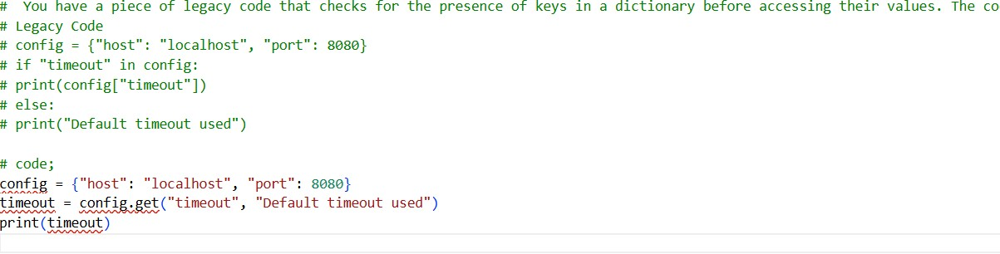 #  You have a piece of legacy code that checks for the presence of keys in a dictionary before accessing their values. The co
# Legacy Code
# config = {"host": "localhost", "port": 8080}
# if "timeout" in config:
# print(config["timeout"])
# else:
# print("Default timeout used")
# code;
config = {"host": "localhost", "port": 8080}
timeout = config.get("timeout", "Default timeout used")
print(timeout)